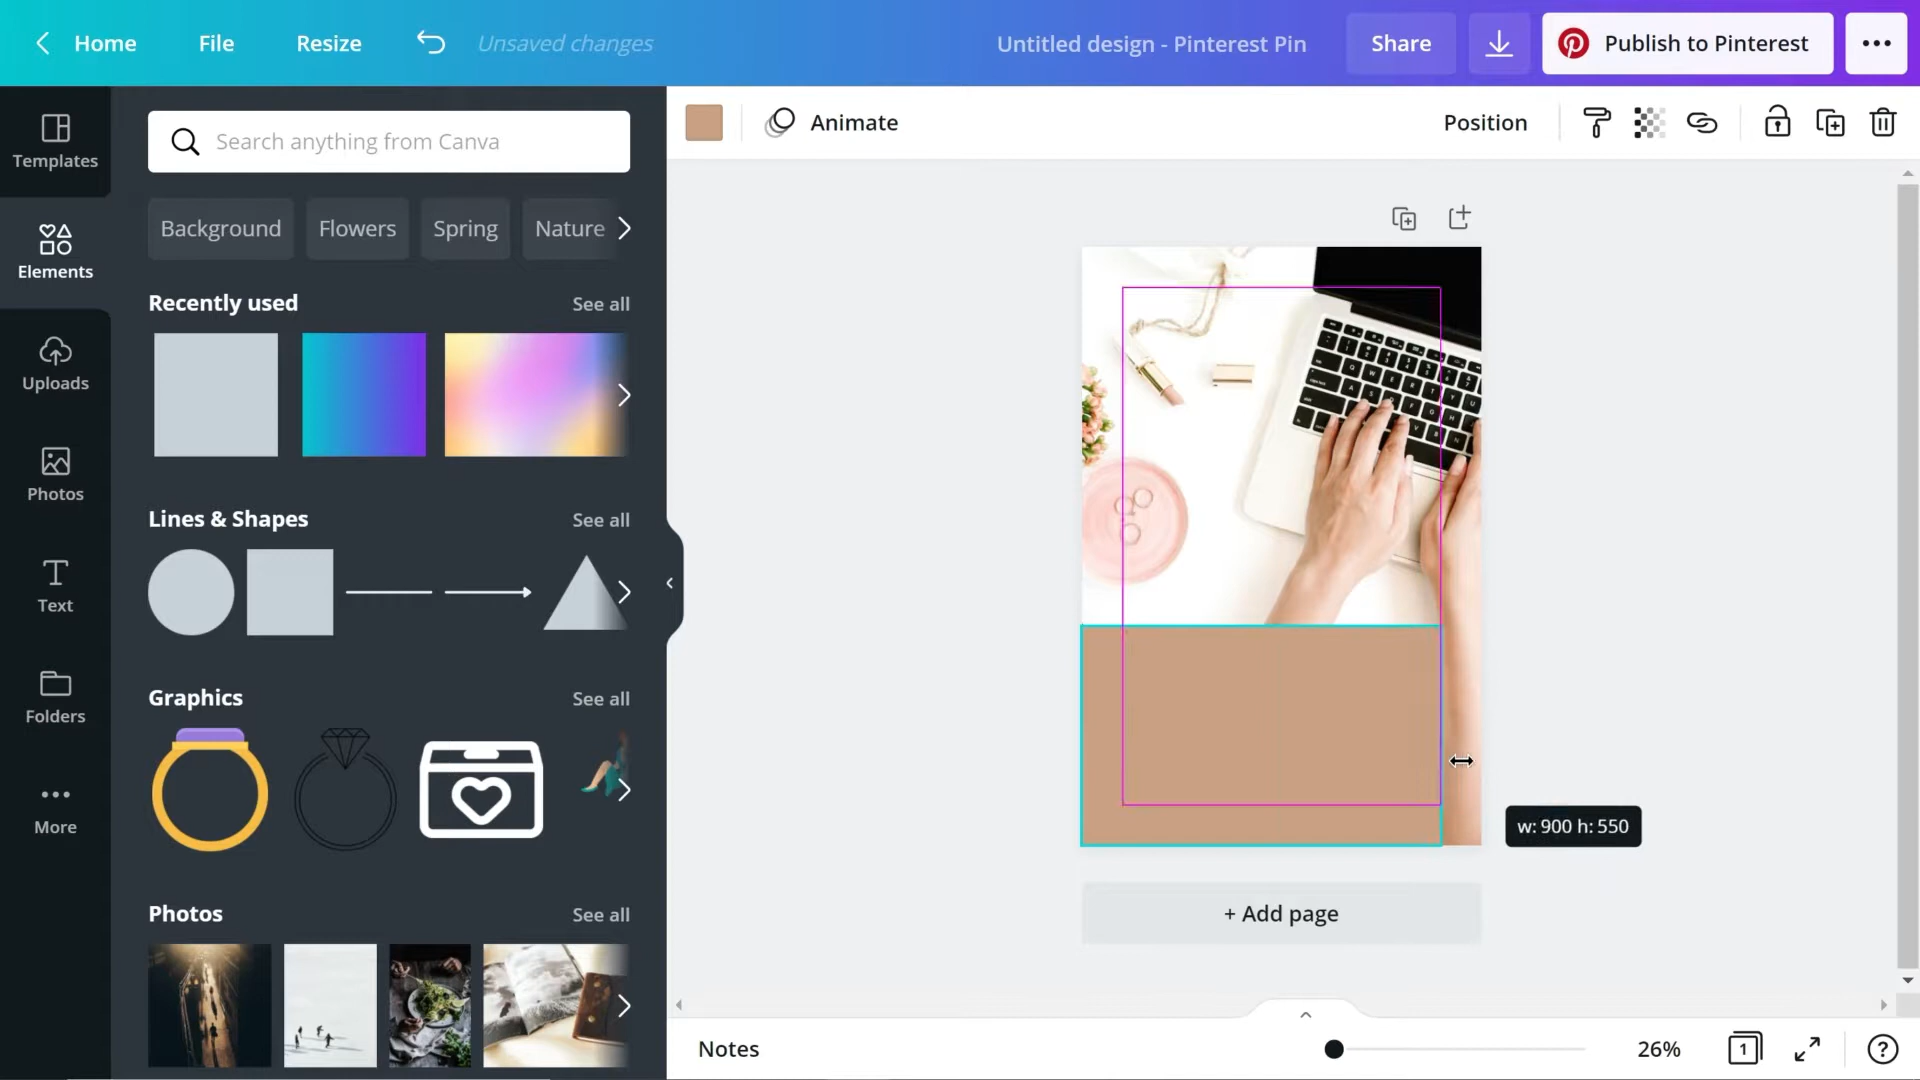 Home File Resize Unsaved changes Untitled design - Pinterest Pin Share Publish to Pinterest
Templates
Elements
Uploads
Photos
Text
Folders
More
Search anything from Canva
Background Flowers Spring Nature
Recently used See all
Lines & Shapes See all
Graphics See all
Photos See all
Animate Position
w: 900 h: 550
+ Add page
Notes 26% 1 ?